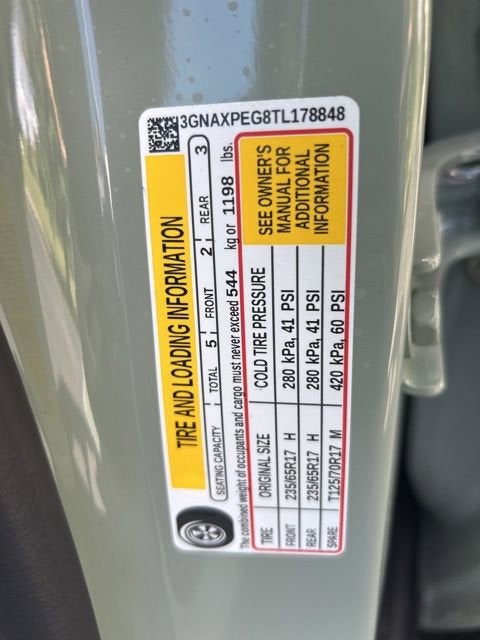 3GNAXPEG8TL178848
TIRE AND LOADING INFORMATION
SEATING CAPACITY TOTAL 5 FRONT 2 REAR 3
The combined weight of occupants and cargo must never exceed 544 kg or 1198 lbs.
TIRE ORIGINAL SIZE COLD TIRE PRESSURE
FRONT 235/65R17 H 280 kPa, 41 PSI
REAR 235/65R17 H 280 kPa, 41 PSI
SPARE T125/70R17 M 420 kPa, 60 PSI
SEE OWNER'S
MANUAL FOR
ADDITIONAL
INFORMATION